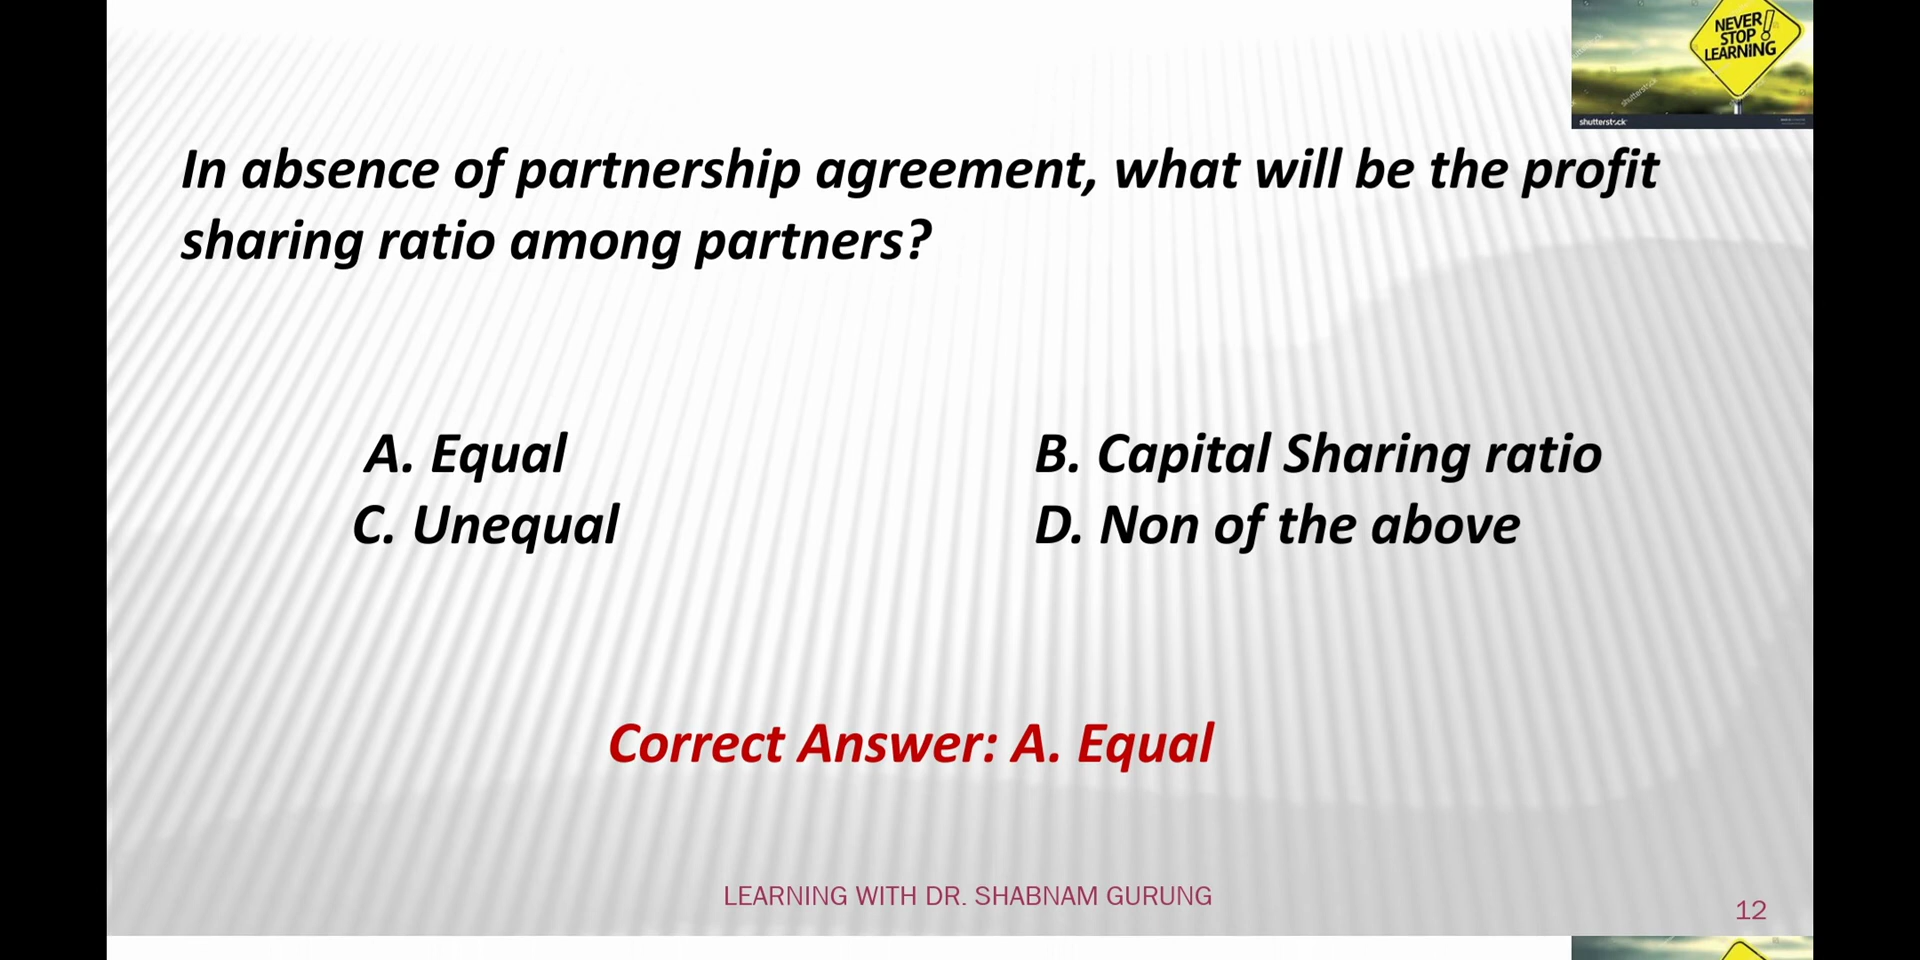 NEVER!
STOP
LEARNING
shutterstock
shutterstock
In absence of partnership agreement, what will be the profit
sharing ratio among partners?
A. Equal B. Capital Sharing ratio
C. Unequal D. Non of the above
Correct Answer: A. Equal
LEARNING WITH DR. SHABNAM GURUNG
12